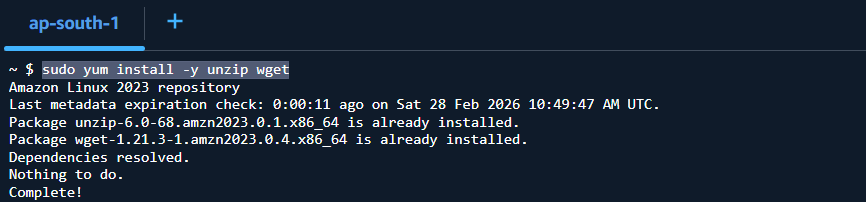 ap-south-1 +
~ $ sudo yum install -y unzip wget
Amazon Linux 2023 repository
Last metadata expiration check: 0:00:11 ago on Sat 28 Feb 2026 10:49:47 AM UTC.
Package unzip-6.0-68.amzn2023.0.1.x86_64 is already installed.
Package wget-1.21.3-1.amzn2023.0.4.x86_64 is already installed.
Dependencies resolved.
Nothing to do.
Complete!